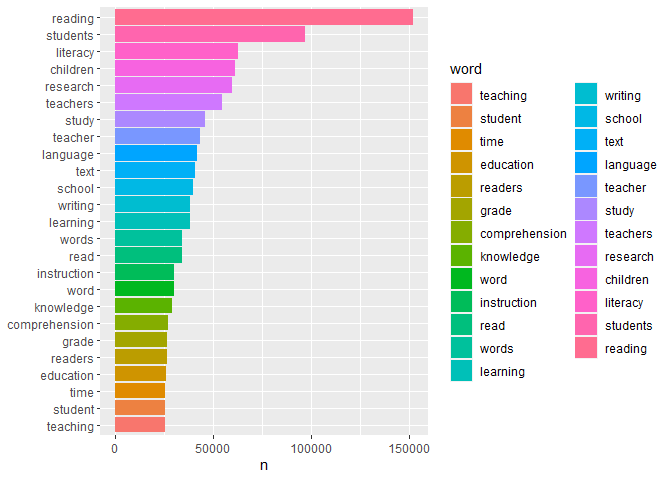 reading
students
literacy
children
research
teachers
study
teacher
language
text
school
writing
learning
words
read
instruction
word
knowledge
comprehension
grade
readers
education
time
student
teaching
0 50000 100000 150000
n
word
teaching
student
time
education
readers
grade
comprehension
knowledge
word
instruction
read
words
learning
writing
school
text
language
teacher
study
teachers
research
children
literacy
students
reading